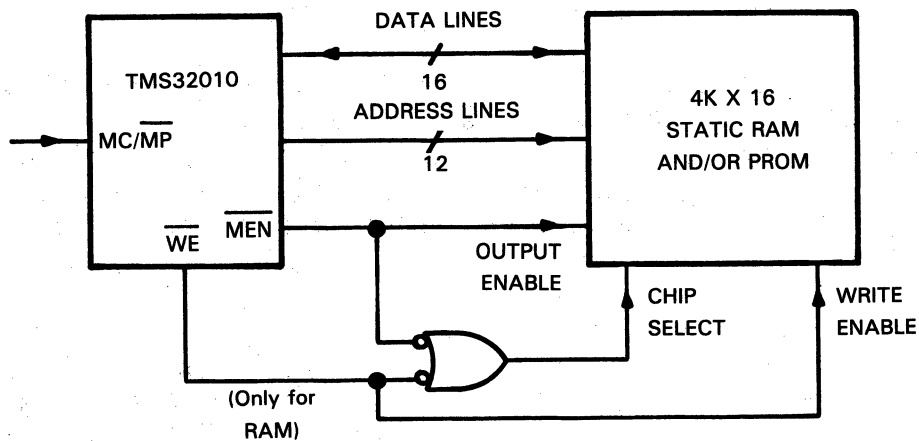 DATA LINES
16
TMS32010
ADDRESS LINES
12
MC/MP
WE
MEN
4K X 16
STATIC RAM
AND/OR PROM
OUTPUT
ENABLE
CHIP
SELECT
WRITE
ENABLE
(Only for
RAM)